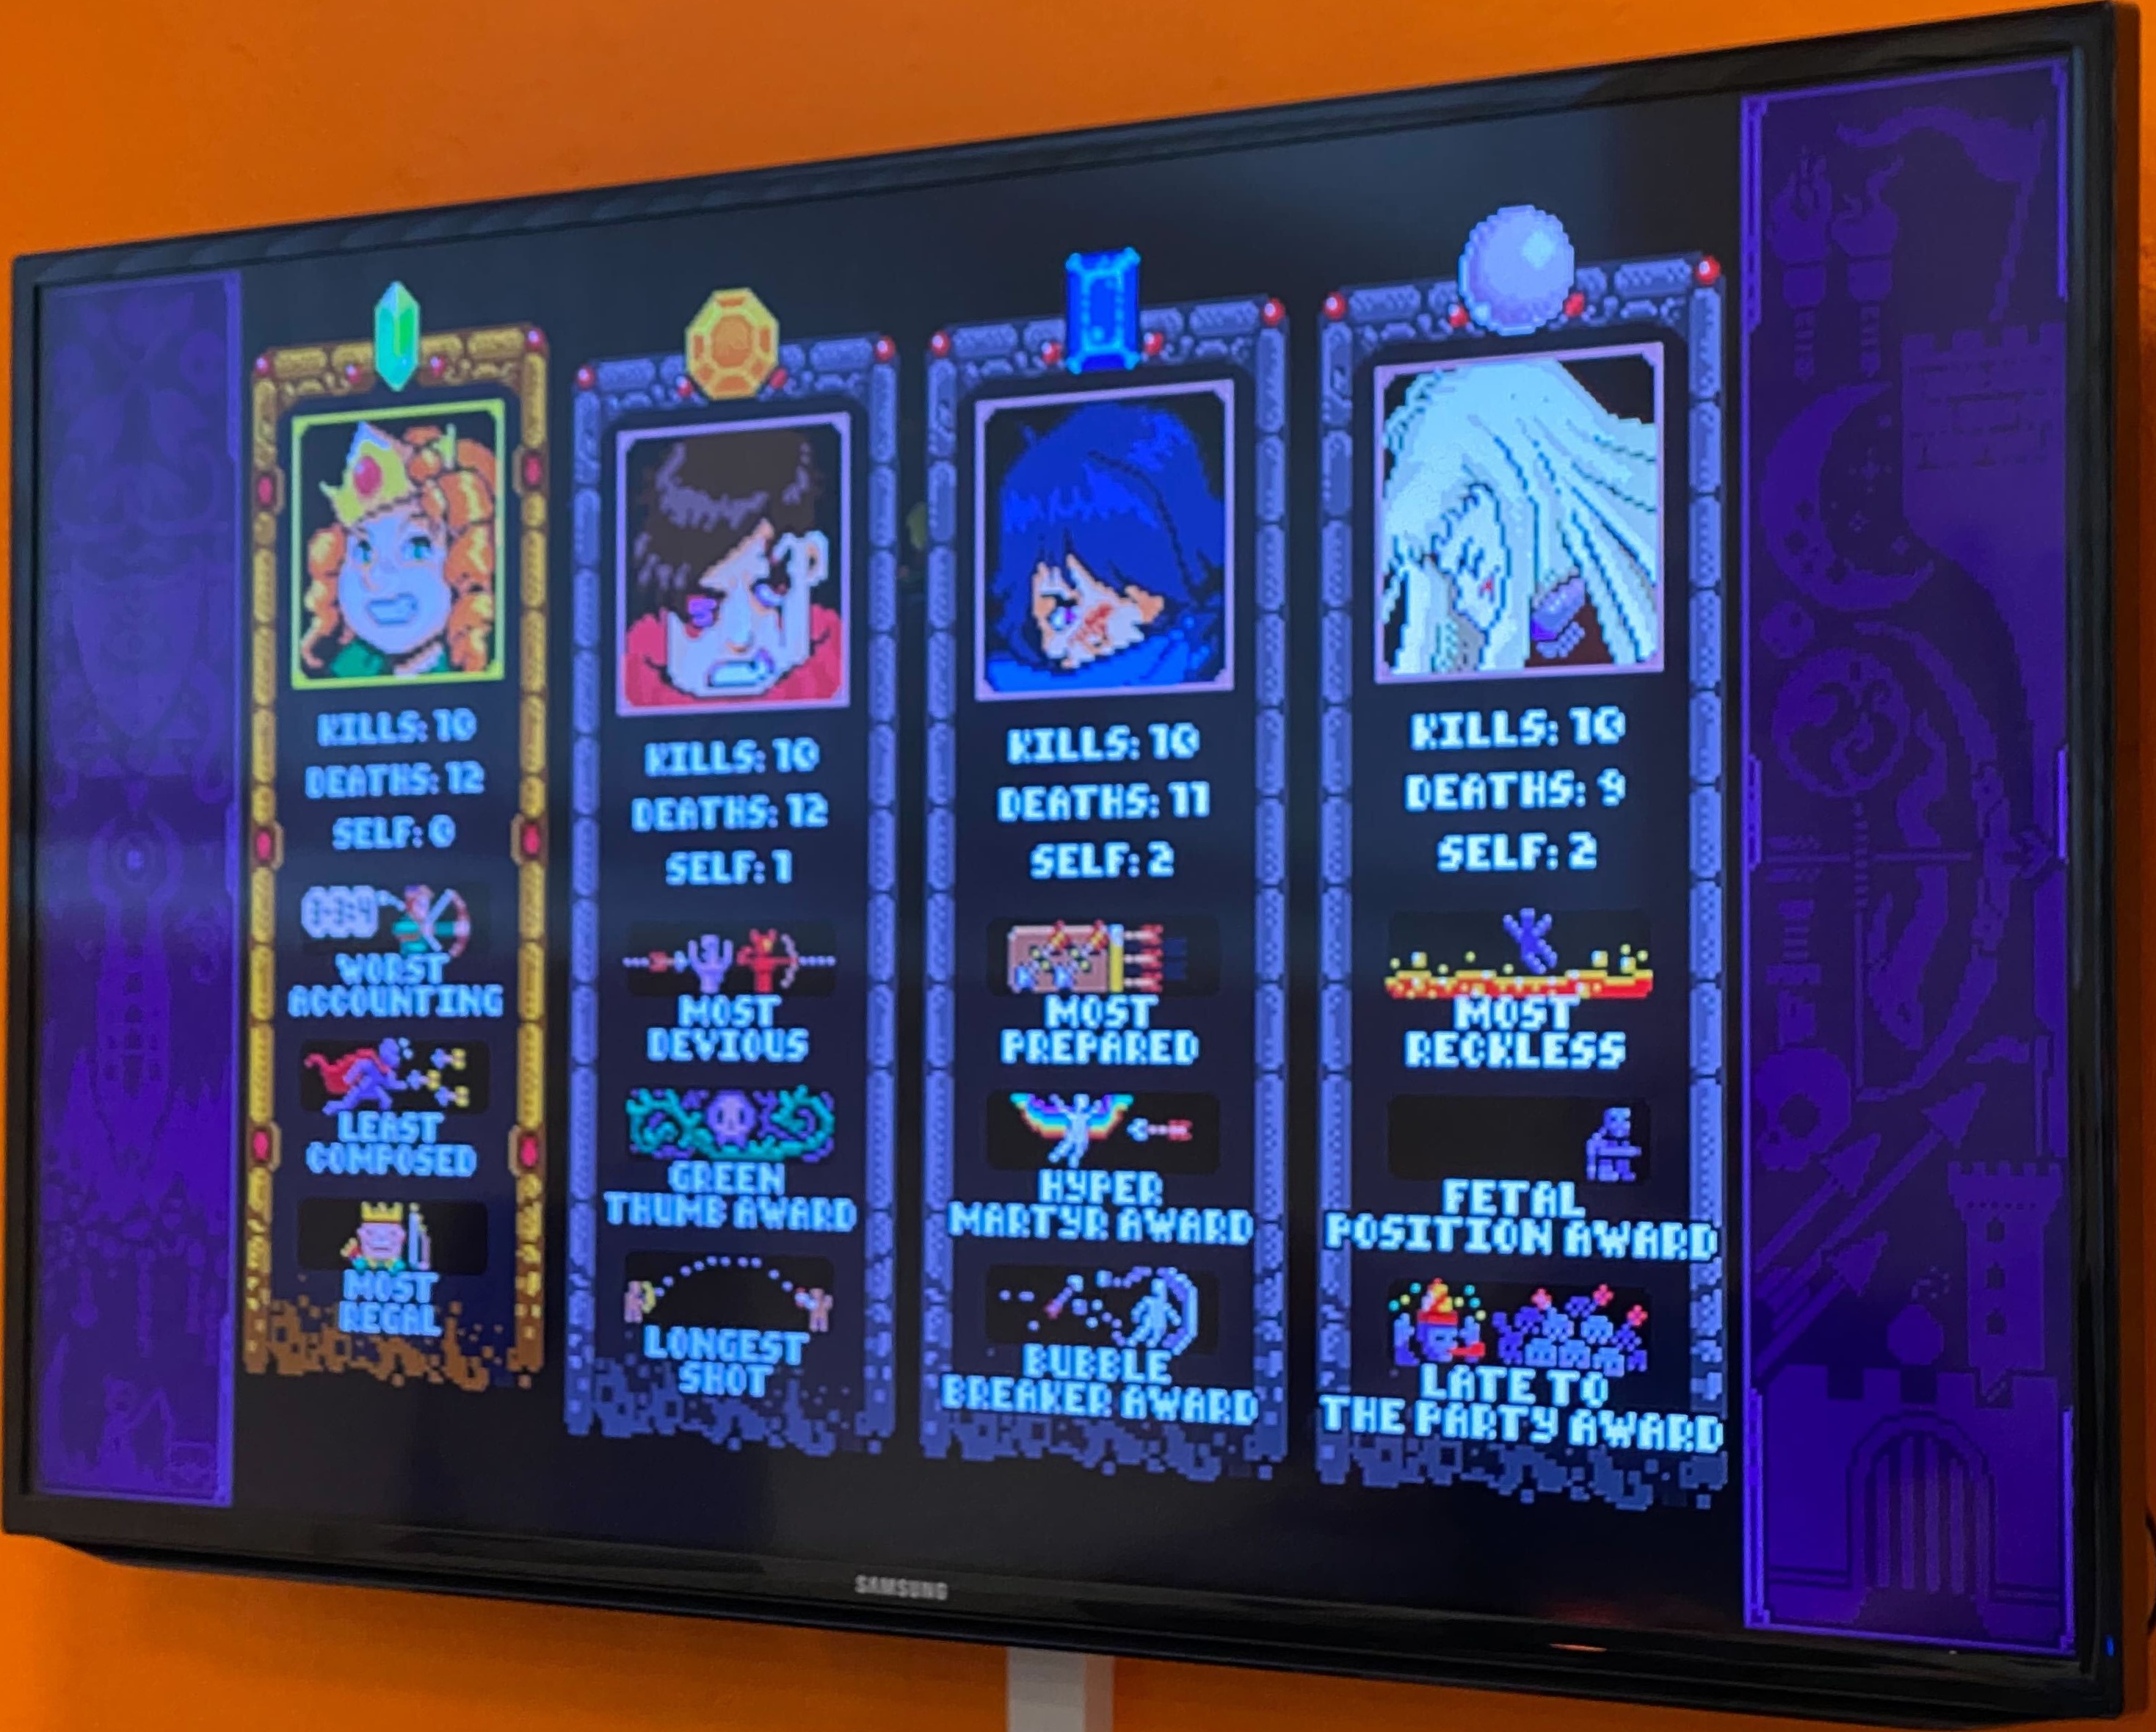 KILLS: 10
DEATHS: 12
SELF: 0
WORST
ACCOUNTING
LEAST
COMPOSED
MOST
REGAL
KILLS: 10
DEATHS: 12
SELF: 1
MOST
DEVIOUS
GREEN
THUMB AWARD
LONGEST
SHOT
KILLS: 10
DEATHS: 11
SELF: 2
MOST
PREPARED
HYPER
MARTYR AWARD
BUBBLE
BREAKER AWARD
KILLS: 10
DEATHS: 9
SELF: 2
MOST
RECKLESS
FETAL
POSITION AWARD
LATE TO
THE PARTY AWARD
SAMSUNG